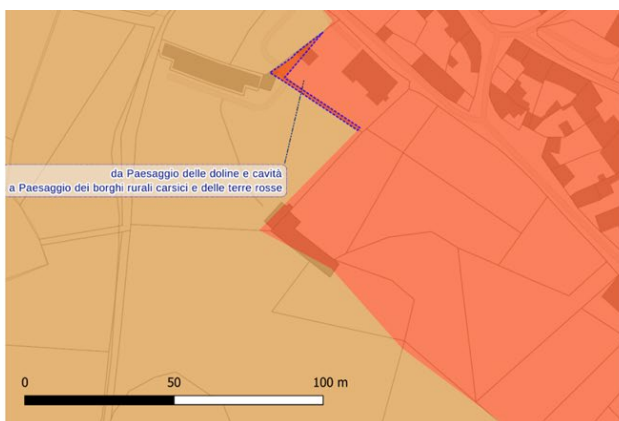 da Paesaggio delle doline e cavità
a Paesaggio dei borghi rurali carsici e delle terre rosse
0 50 100 m